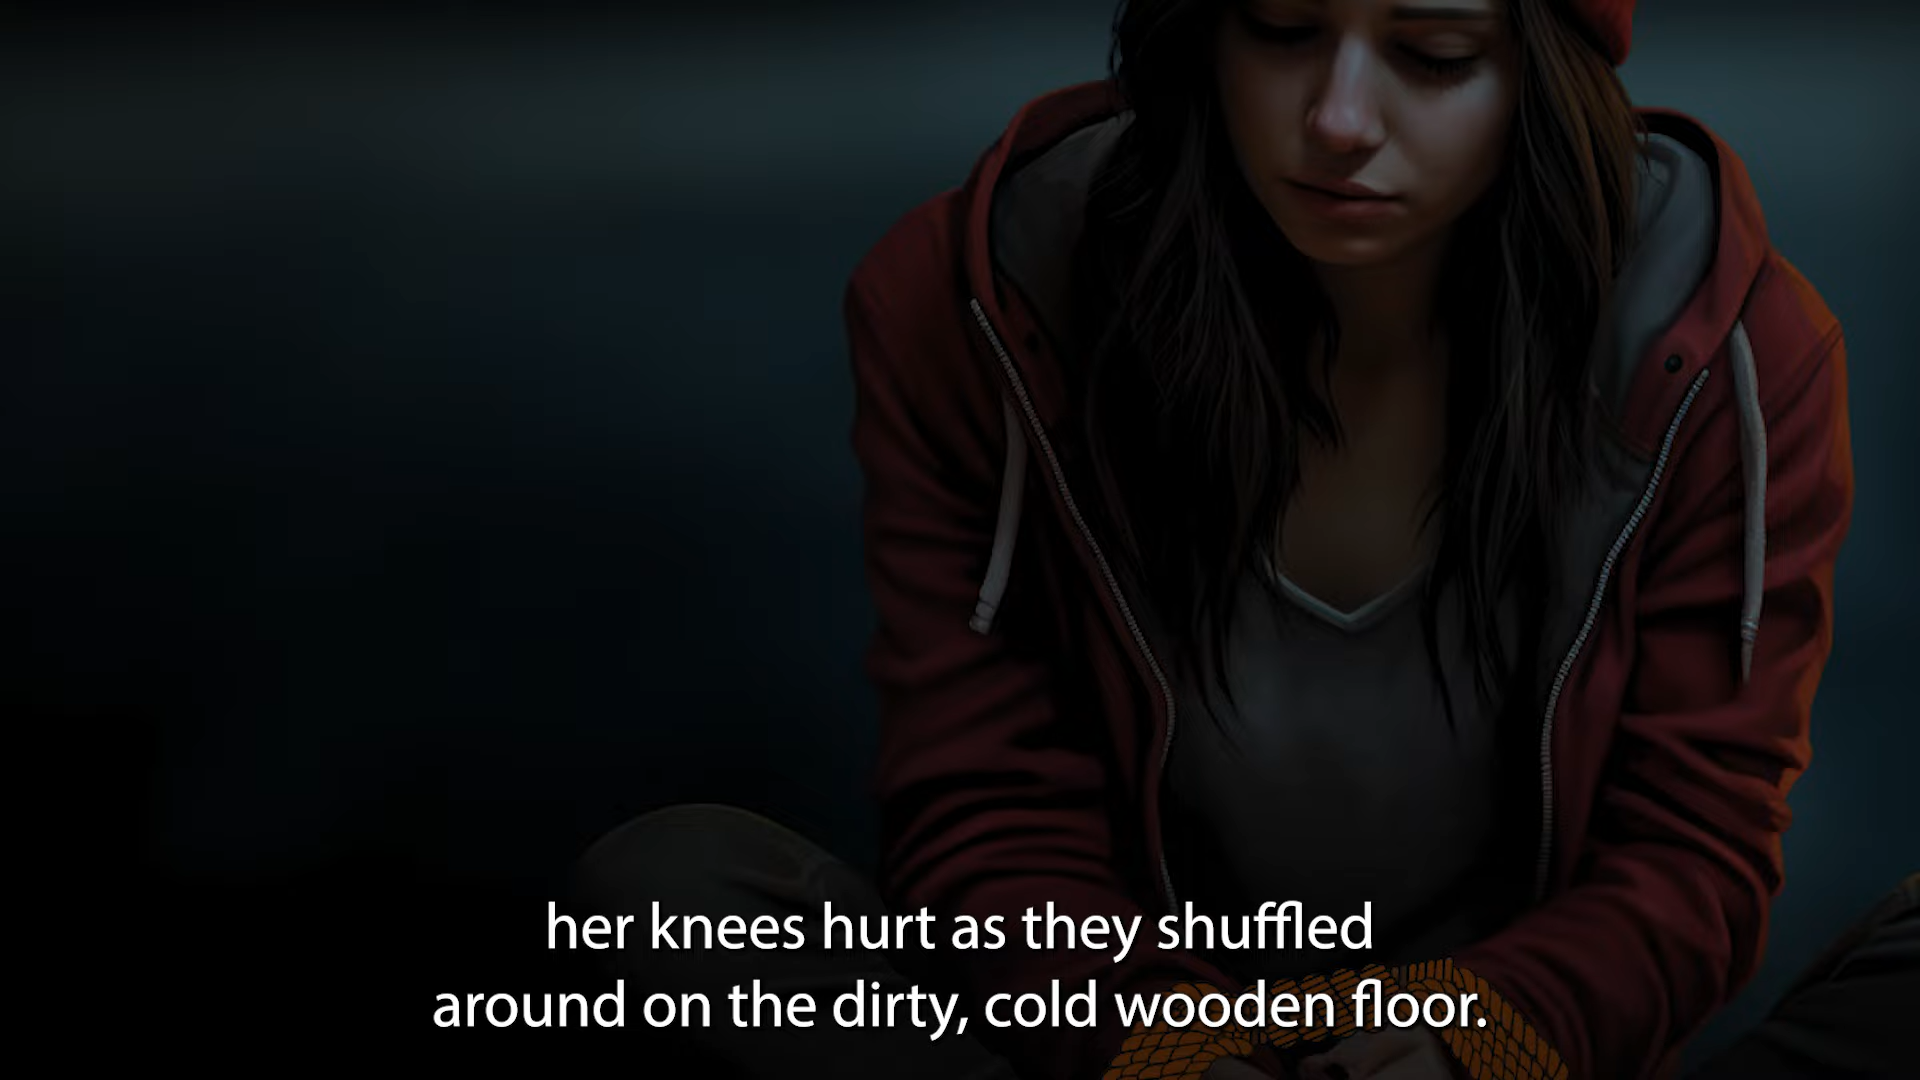 her knees hurt as they shuffled
around on the dirty, cold wooden floor.